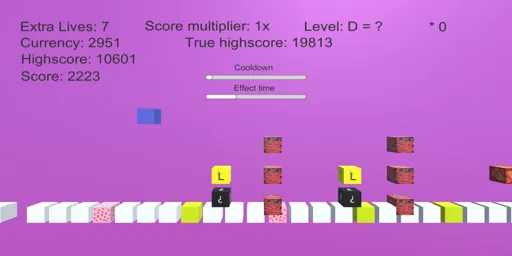 Extra Lives: 7
Score multiplier: 1x
Level: D = ?
* 0
Currency: 2951
True highscore: 19813
Highscore: 10601
Score: 2223
Cooldown
Effect time
L
L
¿
¿